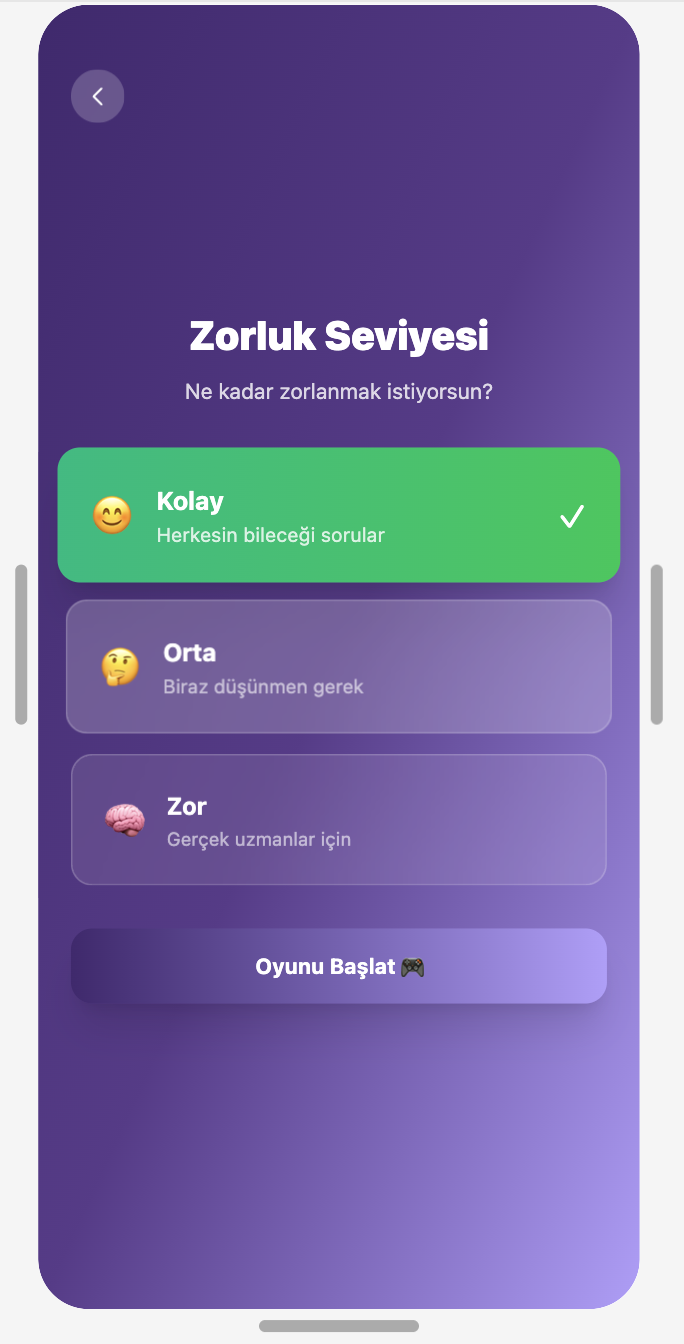 Zorluk Seviyesi
Ne kadar zorlanmak istiyorsun?
Kolay
Herkesin bileceği sorular
Orta
Biraz düşünmen gerek
Zor
Gerçek uzmanlar için
Oyunu Başlat 🎮